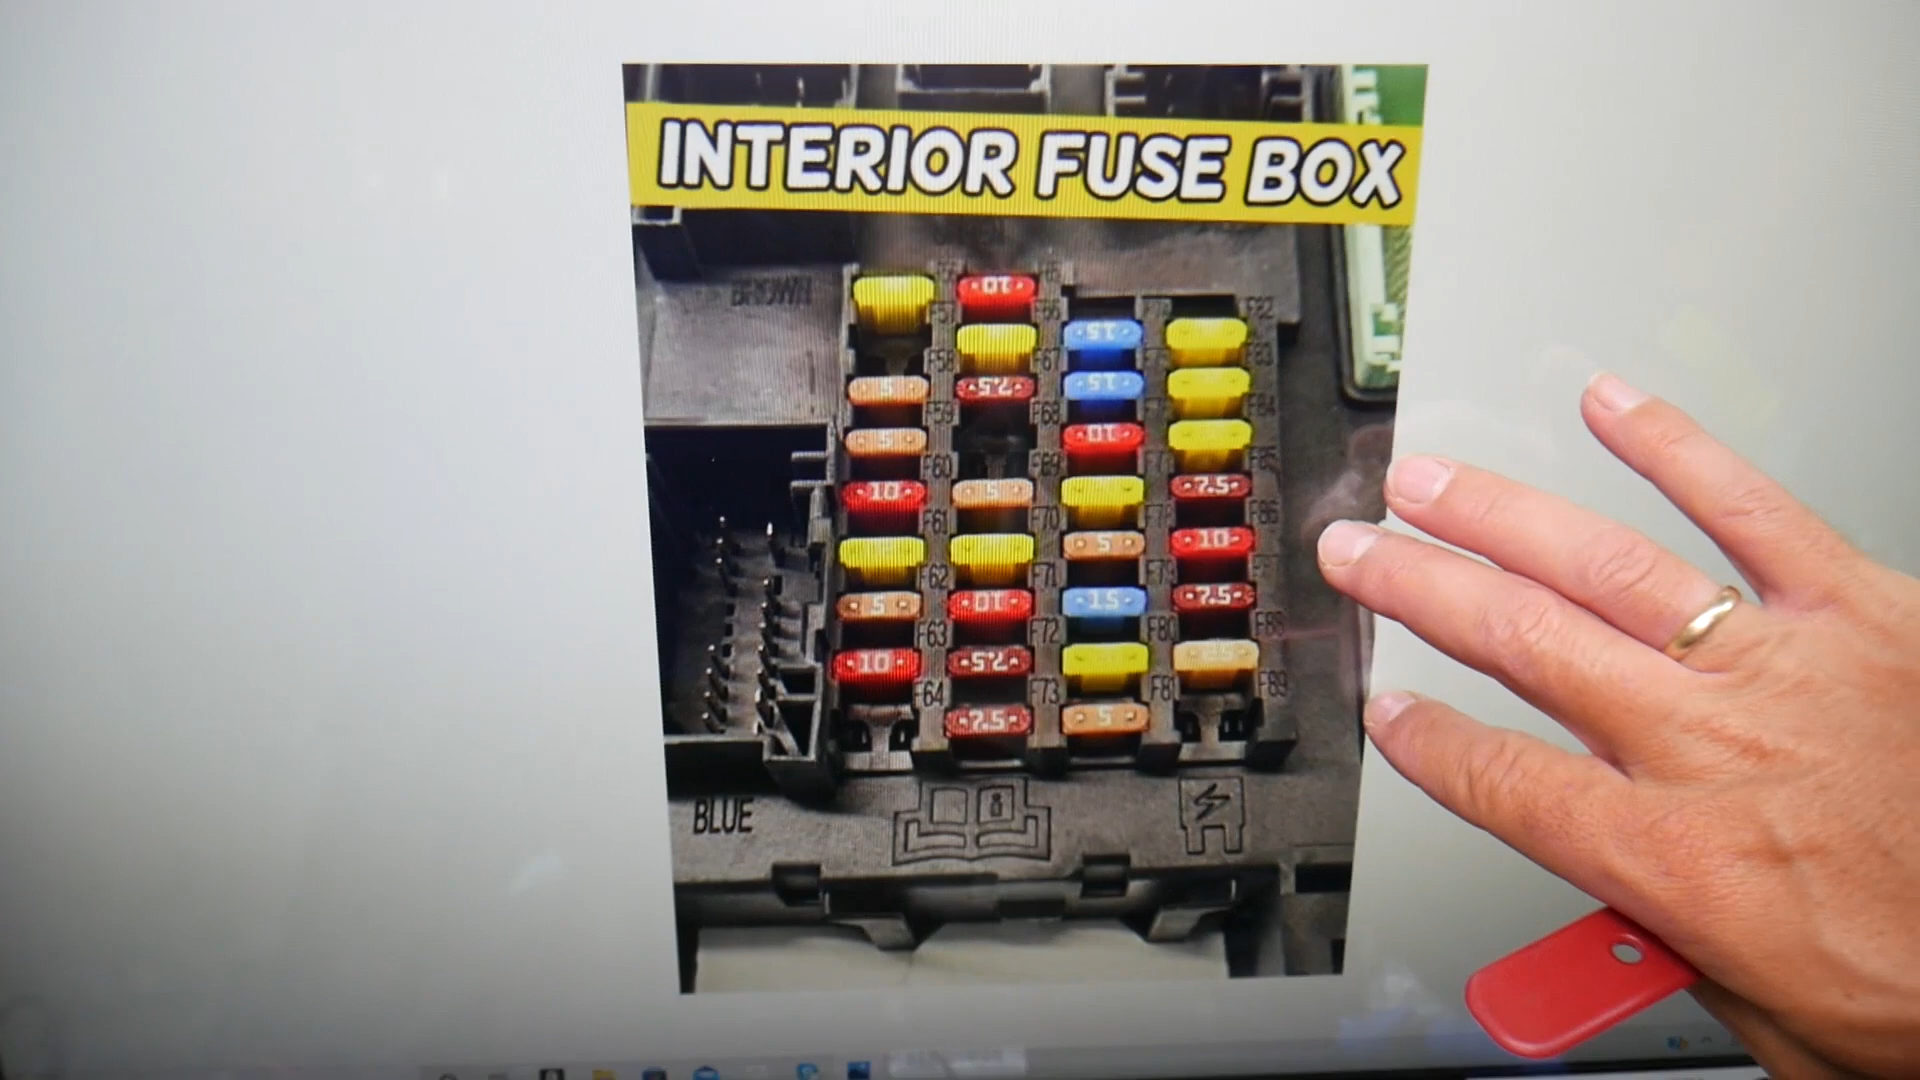 INTERIOR FUSE BOX
BROWN
10
F57 F66
15
F58 F67 F83
5 7.5 15
F59 F68 F84
5 10
F60 F69 F85
10 5 7.5
F61 F70 F78 F86
5 10
F62 F71 F79
5 10 15 7.5
F63 F72 F80 F88
10 7.5
F64 F73 F81 F89
7.5 5
BLUE